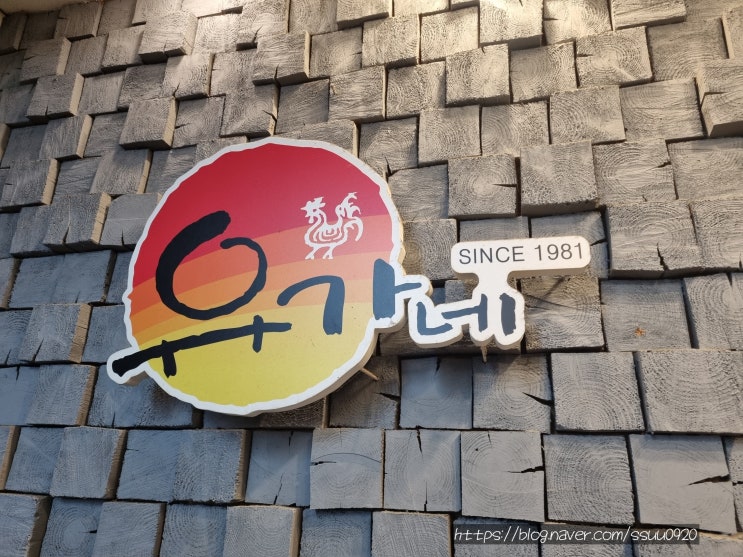 유가네
SINCE 1981
https://blog.naver.com/ssuu0920